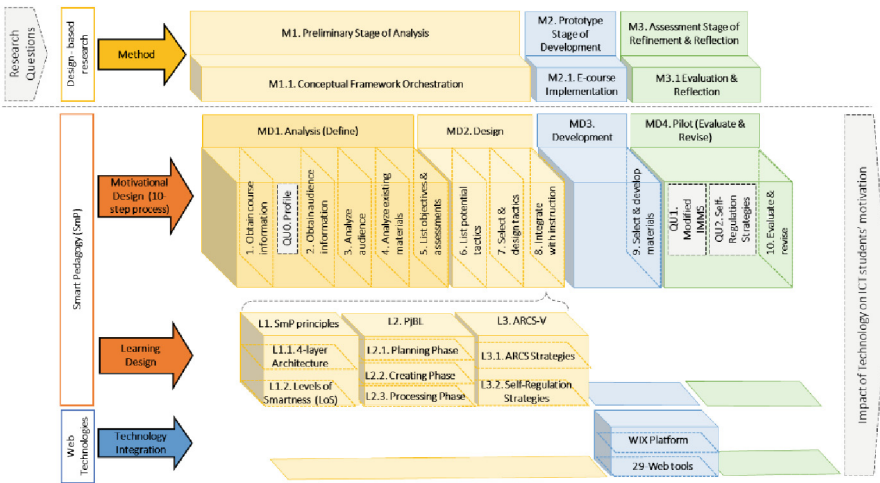 Research
Questions
Design - based
research
Method
M1. Preliminary Stage of Analysis
M2. Prototype
Stage of
Development
M3. Assessment Stage of
Refinement & Reflection
M1.1. Conceptual Framework Orchestration
M2.1. E-course
Implementation
M3.1 Evaluation &
Reflection
Smart Pedagogy (SmP)
Motivational
Design (10-
step process)
MD1. Analysis (Define)
MD2. Design
MD3.
Development
MD4. Pilot (Evaluate &
Revise)
1. Obtain course
information
QU0. Profile
2. Obtain audience
information
3. Analyze
audience
4. Analyze existing
materials
5. List objectives &
assessments
6. List potential
tactics
7. Select &
design tactics
8. Integrate
with instruction
9. Select & develop
materials
QU1.
Modified
IMMS
QU2. Self-
Regulation
Strategies
10. Evaluate &
revise
Learning
Design
L1. SmP principles
L1.1. 4-layer
Architecture
L1.2. Levels of
Smartness (LoS)
L2. PjBL
L2.1. Planning Phase
L2.2. Creating Phase
L2.3. Processing Phase
L3. ARCS-V
L3.1. ARCS Strategies
L3.2. Self-Regulation
Strategies
Web
Technologies
Technology
Integration
WIX Platform
29-Web tools
Impact of Technology on ICT students' motivation